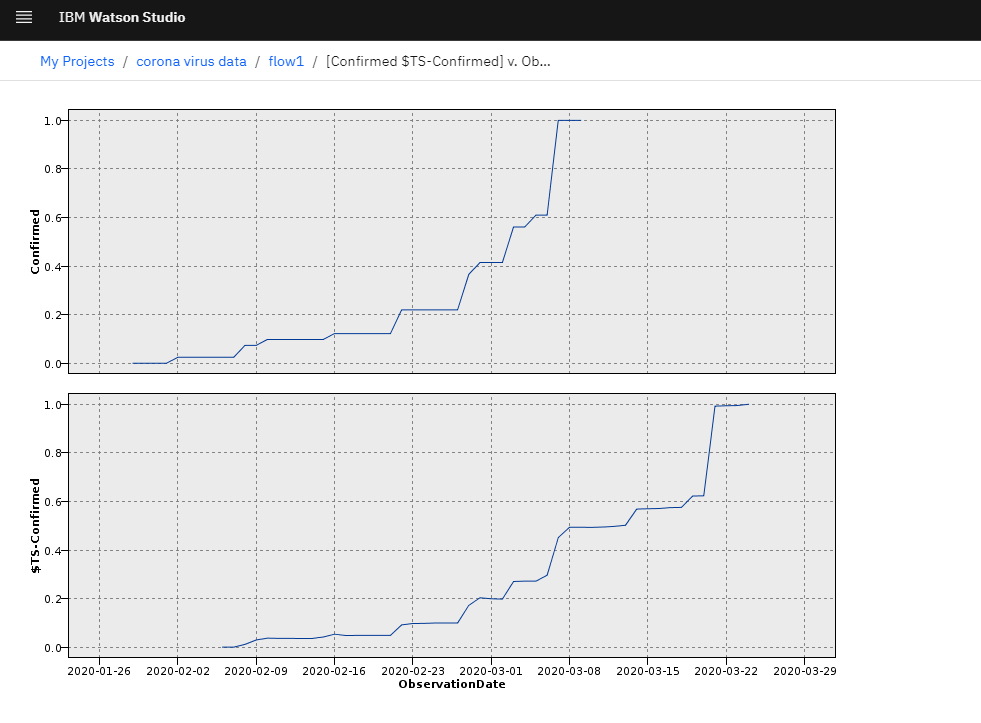 IBM Watson Studio
My Projects / corona virus data / flow1 / [Confirmed $TS-Confirmed] v. Ob...
1.0
0.8
0.6
0.4
0.2
0.0
Confirmed
1.0
0.8
0.6
0.4
0.2
0.0
$TS-Confirmed
2020-01-26 2020-02-02 2020-02-09 2020-02-16 2020-02-23 2020-03-01 2020-03-08 2020-03-15 2020-03-22 2020-03-29
ObservationDate